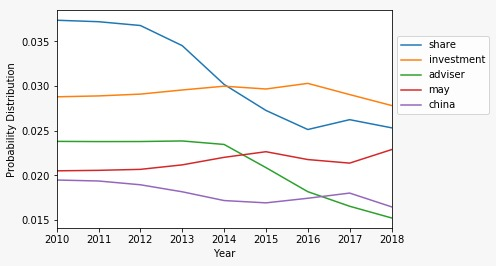 Probability Distribution
0.035
0.030
0.025
0.020
0.015
2010 2011 2012 2013 2014 2015 2016 2017 2018
Year
share
investment
adviser
may
china